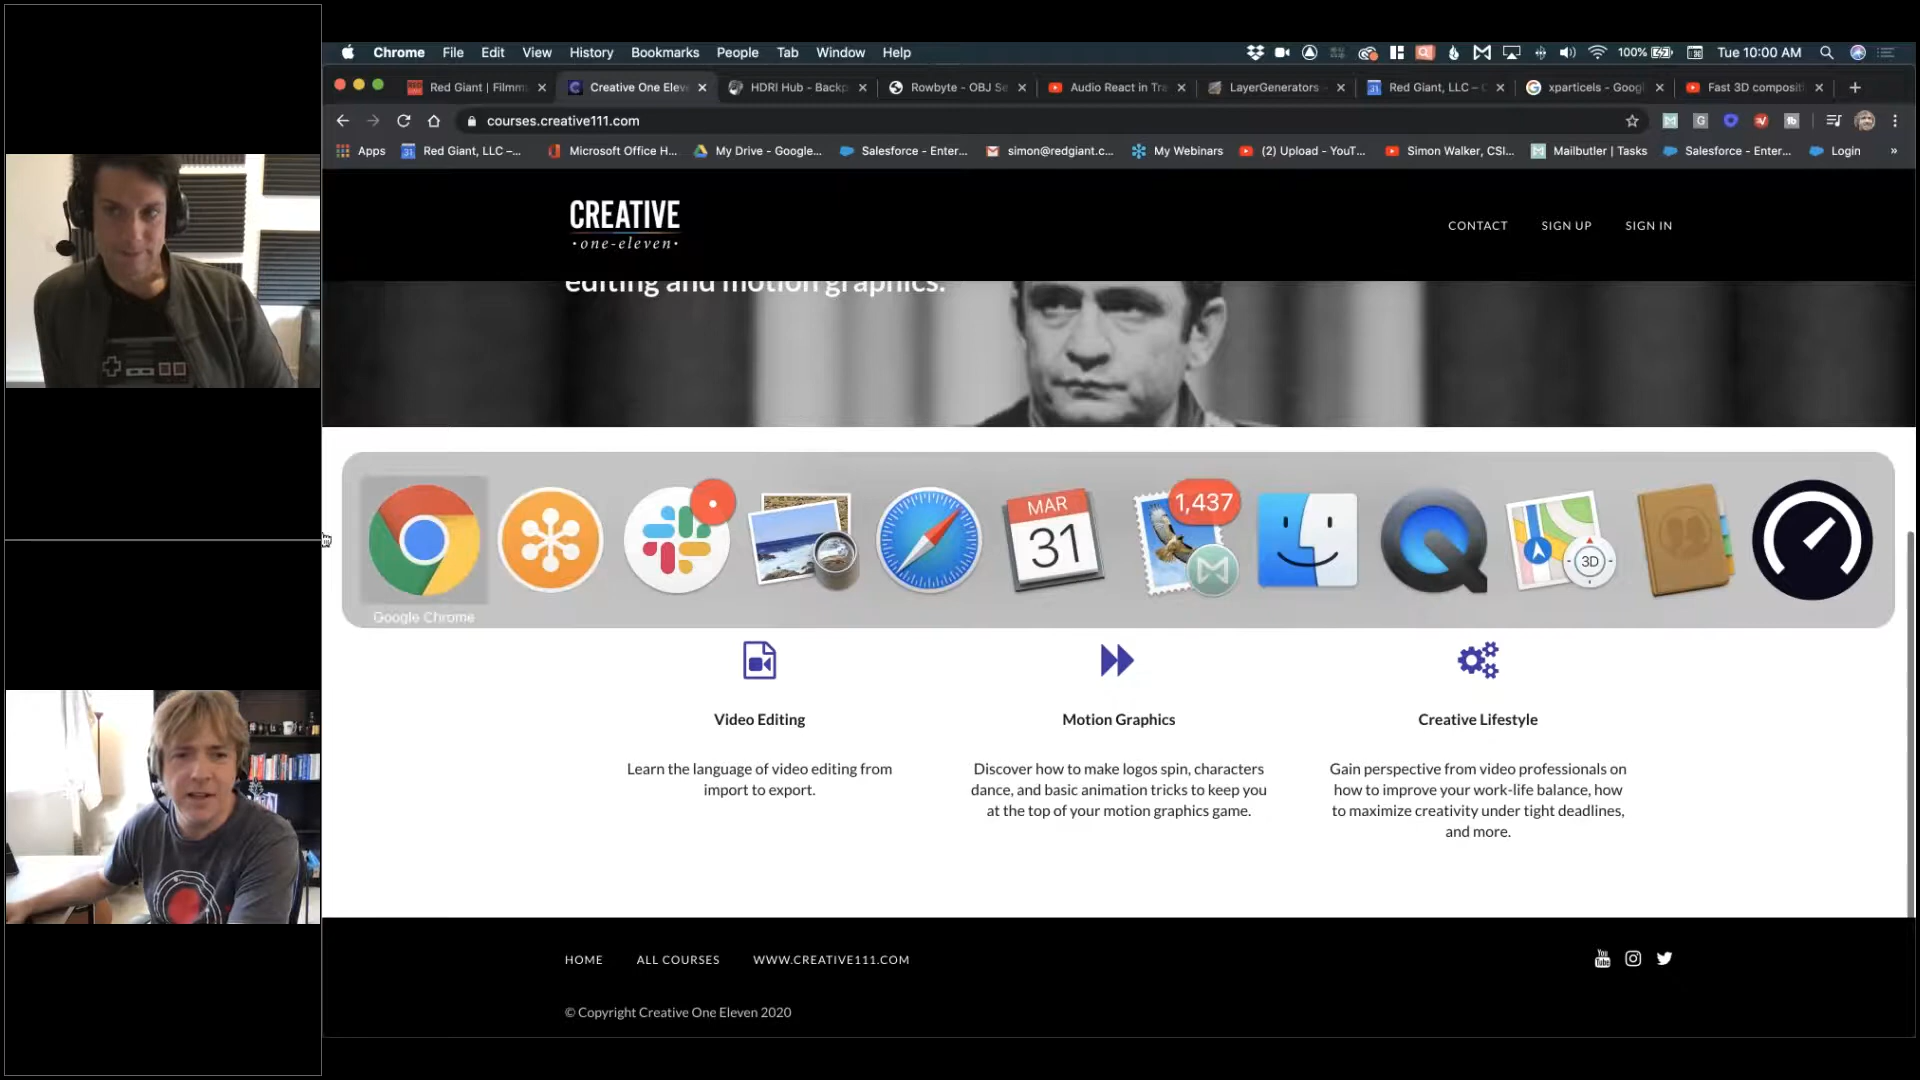 Chrome File Edit View History Bookmarks People Tab Window Help
100% Tue 10:00 AM
Red Giant | Filmm
Creative One Elev
HDRI Hub - Backp
Rowbyte - OBJ Se
Audio React in Tra
LayerGenerators -
Red Giant, LLC – C
xparticels - Googl
Fast 3D composit
courses.creative111.com
Apps
Red Giant, LLC –...
Microsoft Office H...
My Drive - Google...
Salesforce - Enter...
simon@redgiant.c...
My Webinars
(2) Upload - YouT...
Simon Walker, CSI...
Mailbutler | Tasks
Salesforce - Enter...
Login
»
CREATIVE
·one-eleven·
CONTACT SIGN UP SIGN IN
editing and motion graphics.
MAR
31
1,437
3D
Google Chrome
Video Editing
Learn the language of video editing from
import to export.
Motion Graphics
Discover how to make logos spin, characters
dance, and basic animation tricks to keep you
at the top of your motion graphics game.
Creative Lifestyle
Gain perspective from video professionals on
how to improve your work-life balance, how
to maximize creativity under tight deadlines,
and more.
HOME ALL COURSES WWW.CREATIVE111.COM
You
Tube
© Copyright Creative One Eleven 2020